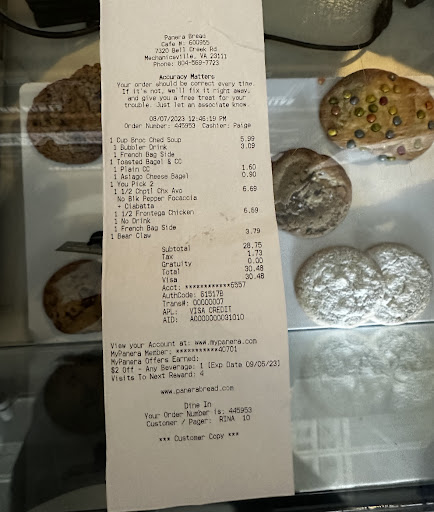 Panera Bread
Cafe #: 600955
7320 Bell Creek Rd
Mechanicsville, VA 23111
Phone: 804-569-7723
Accuracy Matters
Your order should be correct every time.
If it's not, we'll fix it right away,
and give you a free treat for your
trouble. Just let an associate know.
08/07/2023 12:46:19 PM
Order Number: 445953 Cashier: Paige
1 Cup Broc Ched Soup 5.99
1 Bubbler Drink 3.09
1 French Bag Side
1 Toasted Bagel & CC
1 Plain CC 1.60
1 Asiago Cheese Bagel 0.90
1 You Pick 2
1 1/2 Chptl Chx Avo 6.69
No Blk Pepper Focaccia
+ Ciabatta
1 1/2 Frontega Chicken 6.69
1 No Drink
1 French Bag Side
1 Bear Claw 3.79
Subtotal 28.75
Tax 1.73
Gratuity 0.00
Total 30.48
Visa 30.48
Acct: ************6557
AuthCode: 61517B
Trans#: 00000007
APL: VISA CREDIT
AID: A0000000031010
View your Account at: www.mypanera.com
MyPanera Member: ***********40701
MyPanera Offers Earned:
$2 Off - Any Beverage: 1 [Exp Date 09/06/23]
Visits To Next Reward: 4
www.panerabread.com
Dine In
Your Order Number is: 445953
Customer / Pager: RINA 10
*** Customer Copy ***